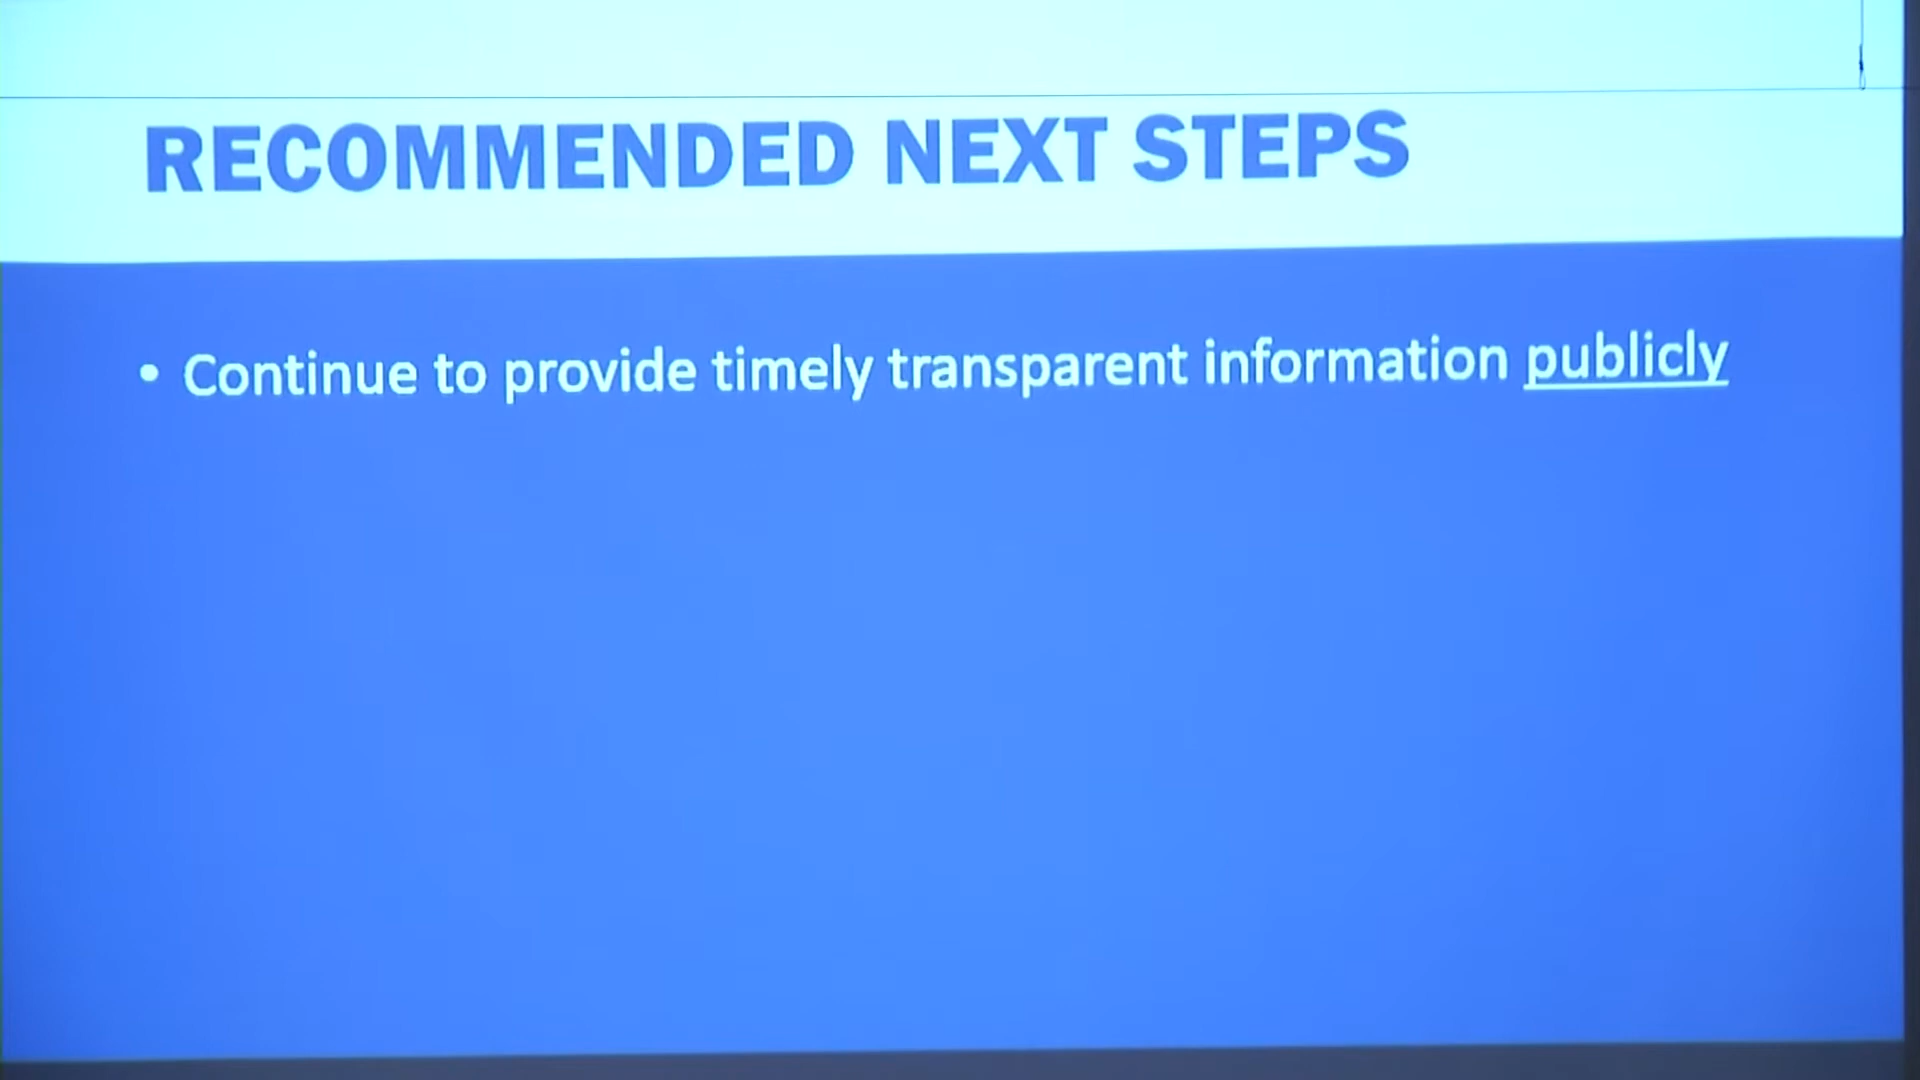 RECOMMENDED NEXT STEPS
• Continue to provide timely transparent information publicly